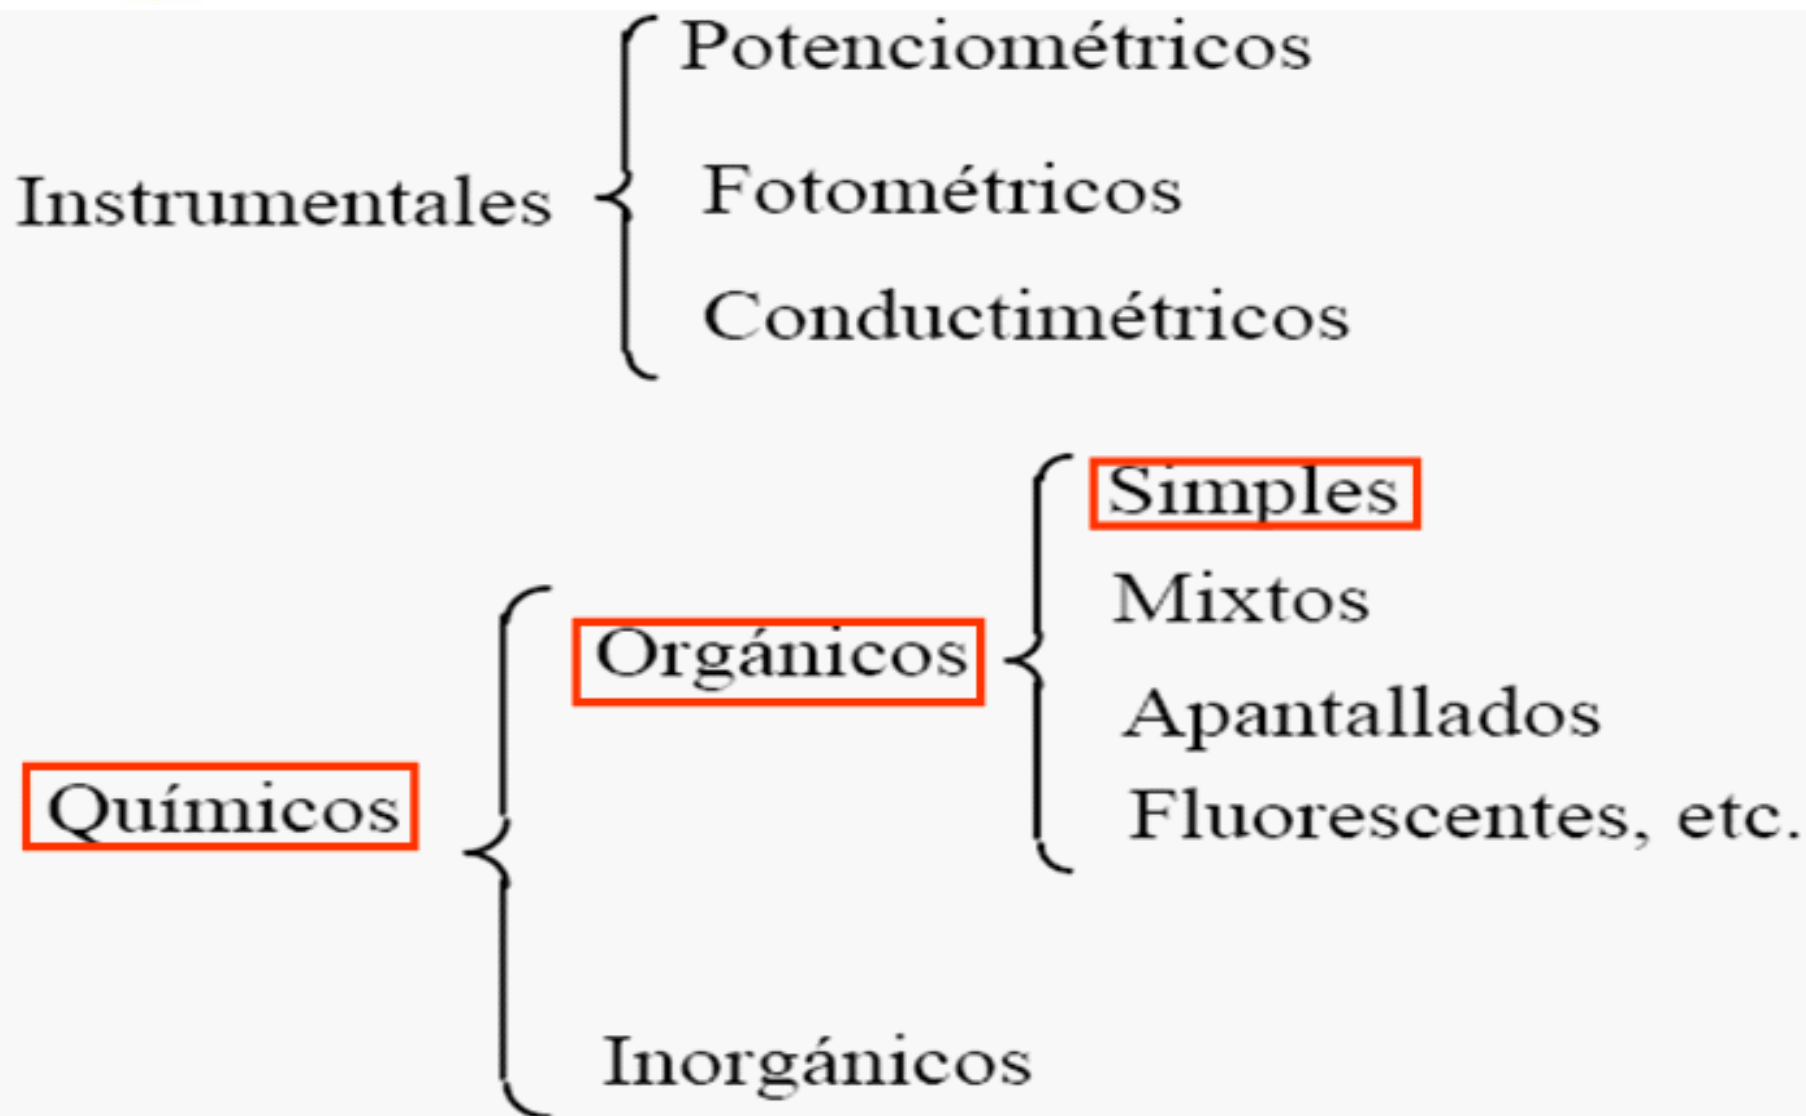 Potenciométricos
Instrumentales
Fotométricos
Conductimétricos
Simples
Mixtos
Orgánicos
Apantallados
Químicos
Fluorescentes, etc.
Inorgánicos